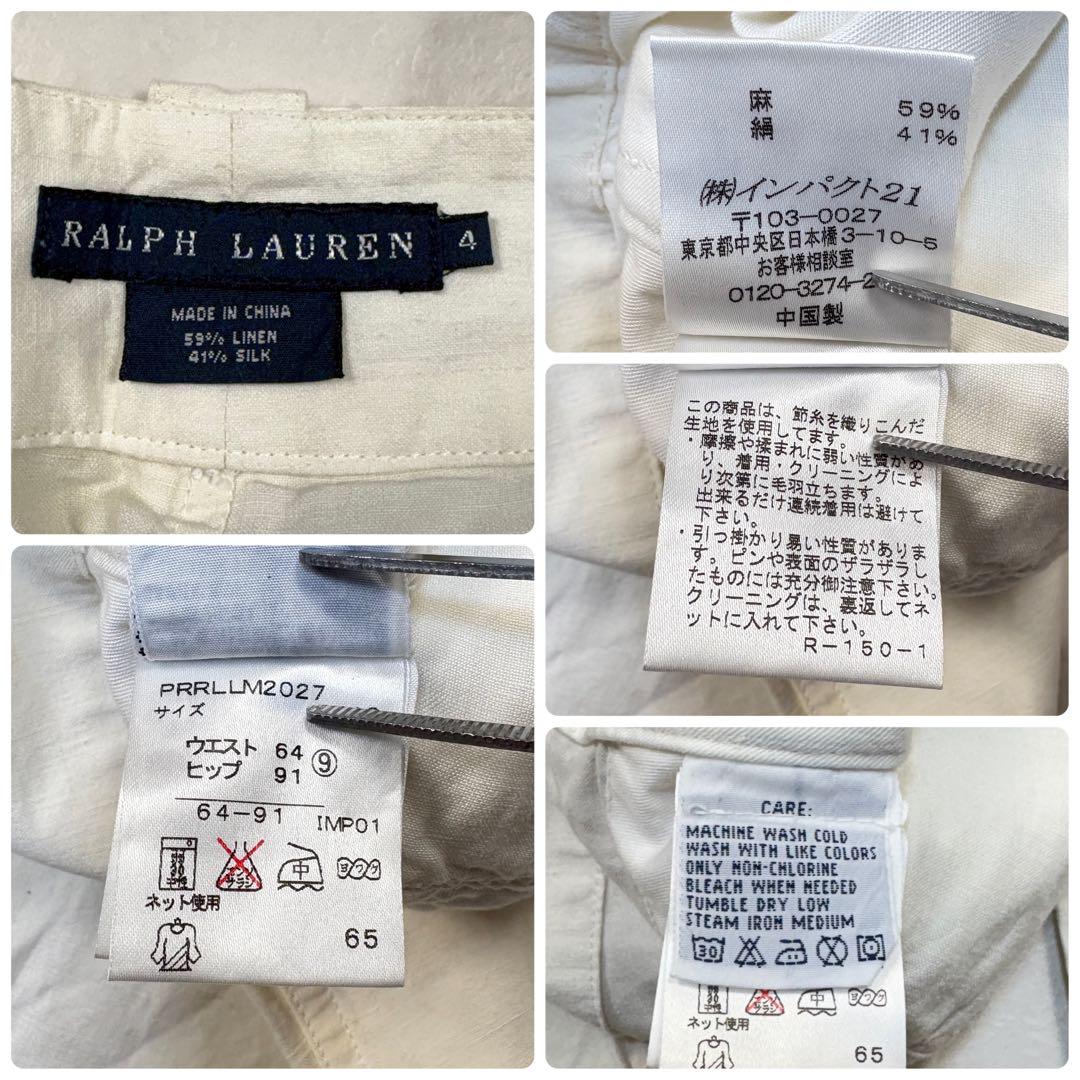 RALPH LAUREN
4
MADE IN CHINA
59% LINEN
41% SILK
麻 59%
絹 41%
㈱インパクト21
〒103-0027
東京都中央区日本橋3-10-5
お客様相談室
0120-3274-2
中国製
この商品は、節糸を織りこんだ
生地を使用してます。
・摩擦や揉まれに弱い性質があ
り、着用・クリーニングによ
り次第に毛羽立ちます。
出来るだけ連続着用は避けて
下さい。
・引っ掛かり易い性質がありま
す。ピンや表面のザラザラし
たものには充分御注意下さい。
クリーニングは、裏返してネ
ットに入れて下さい。
R-150-1
PRRLLM2027
サイズ
ウエスト 64 ⑨
ヒップ 91
64-91 IMP01
中 ヨワク
ネット使用
65
CARE:
MACHINE WASH COLD
WASH WITH LIKE COLORS
ONLY NON-CHLORINE
BLEACH WHEN NEEDED
TUMBLE DRY LOW
STEAM IRON MEDIUM
30
中 ヨワク
ネット使用
65